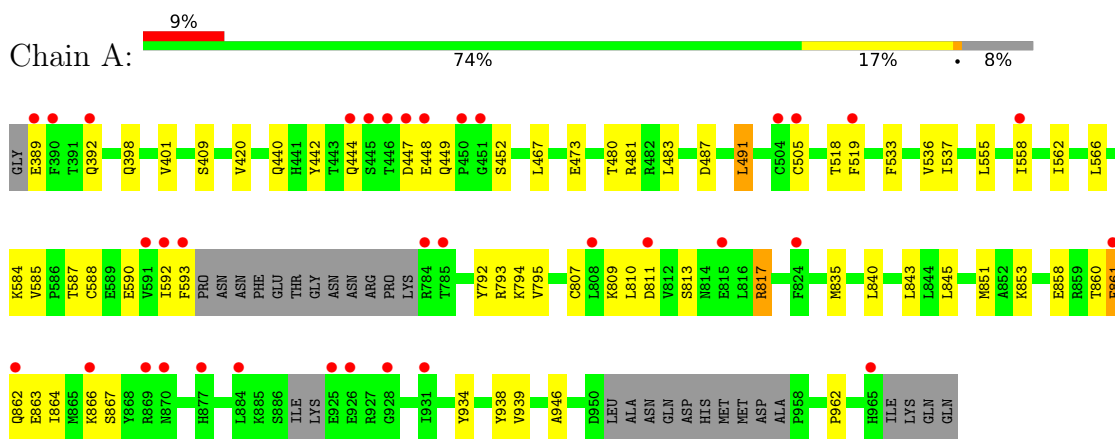 9%
Chain A:
74% 17% • 8%
GLY E389 F390 T391 Q392 Q398 V401 S409 V420 Q440 H441 Y442 T443 Q444 S445 T446 D447 E448 Q449 P450 G451 S452 L467 E473 T480 R481 R482 L483 D487 L491 C504 C505 T518 F519 F533 V536 I537 L555 I558 I562 L566
K584 V585 P586 T587 C588 E589 E590 V591 I592 F593 PRO ASN ASN PHE GLU THR GLY ASN ASN ARG PRO LYS R784 T785 Y792 R793 K794 V795 C807 L808 K809 L810 D811 V812 S813 N814 E815 L816 R817 F824 M835 L840 L843 L844 L845 M851 A852 K853 E858 R859 T860 E861
Q862 E863 I864 M865 K866 S867 Y868 R869 N870 H877 L884 K885 S886 ILE LYS E925 E926 R927 G928 I931 Y934 Y938 V939 A946 D950 LEU ALA ASN GLN ASP HIS MET MET ASP ALA P958 P962 H965 ILE LYS GLN GLN